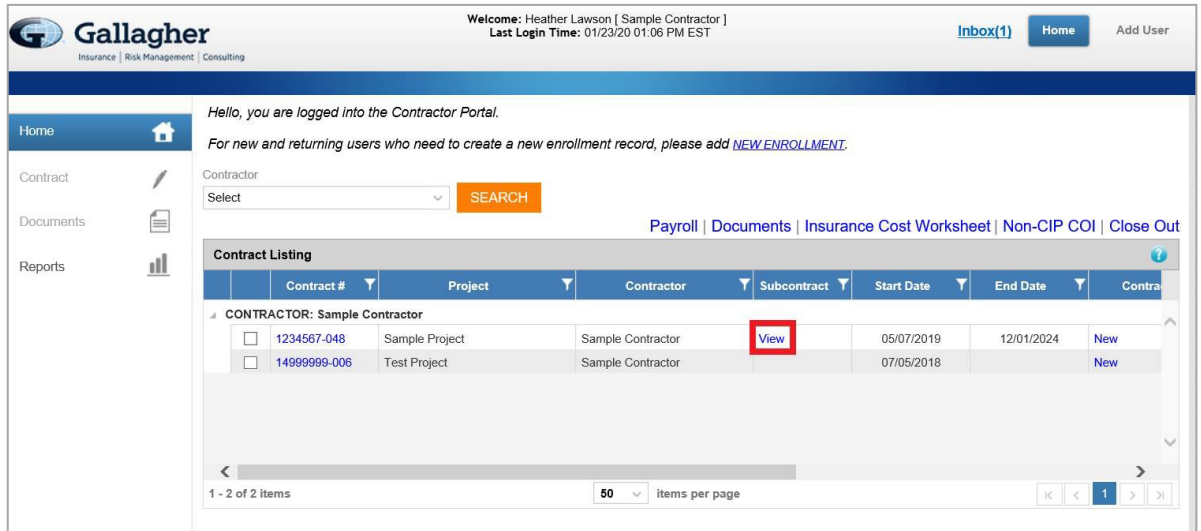 Gallagher
Insurance | Risk Management | Consulting
Welcome: Heather Lawson [ Sample Contractor ]
Last Login Time: 01/23/20 01:06 PM EST
Inbox(1) Home Add User
Home
Contract
Documents
Reports
Hello, you are logged into the Contractor Portal.
For new and returning users who need to create a new enrollment record, please add NEW ENROLLMENT.
Contractor
Select SEARCH
Payroll | Documents | Insurance Cost Worksheet | Non-CIP COI | Close Out
Contract Listing ?
Contract # Project Contractor Subcontract Start Date End Date Contra
CONTRACTOR: Sample Contractor
1234567-048 Sample Project Sample Contractor View 05/07/2019 12/01/2024 New
14999999-006 Test Project Sample Contractor 07/05/2018 New
1 - 2 of 2 items 50 items per page 1